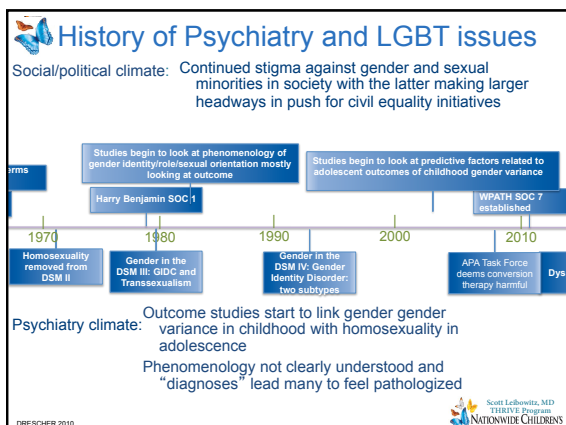 History of Psychiatry and LGBT issues
Social/political climate: Continued stigma against gender and sexual
minorities in society with the latter making larger
headways in push for civil equality initiatives
erms
Studies begin to look at phenomenology of
gender identity/role/sexual orientation mostly
looking at outcome
Studies begin to look at predictive factors related to
adolescent outcomes of childhood gender variance
Harry Benjamin SOC 1
WPATH SOC 7
established
1970
1980
1990
2000
2010
Homosexuality
removed from
DSM II
Gender in the
DSM III: GIDC and
Transsexualism
Gender in the
DSM IV: Gender
Identity Disorder:
two subtypes
APA Task Force
deems conversion
therapy harmful
Dys
Psychiatry climate: Outcome studies start to link gender gender
variance in childhood with homosexuality in
adolescence
Phenomenology not clearly understood and
“diagnoses” lead many to feel pathologized
DRESCHER 2010
Scott Leibowitz, MD
THRIVE Program
NATIONWIDE CHILDREN'S